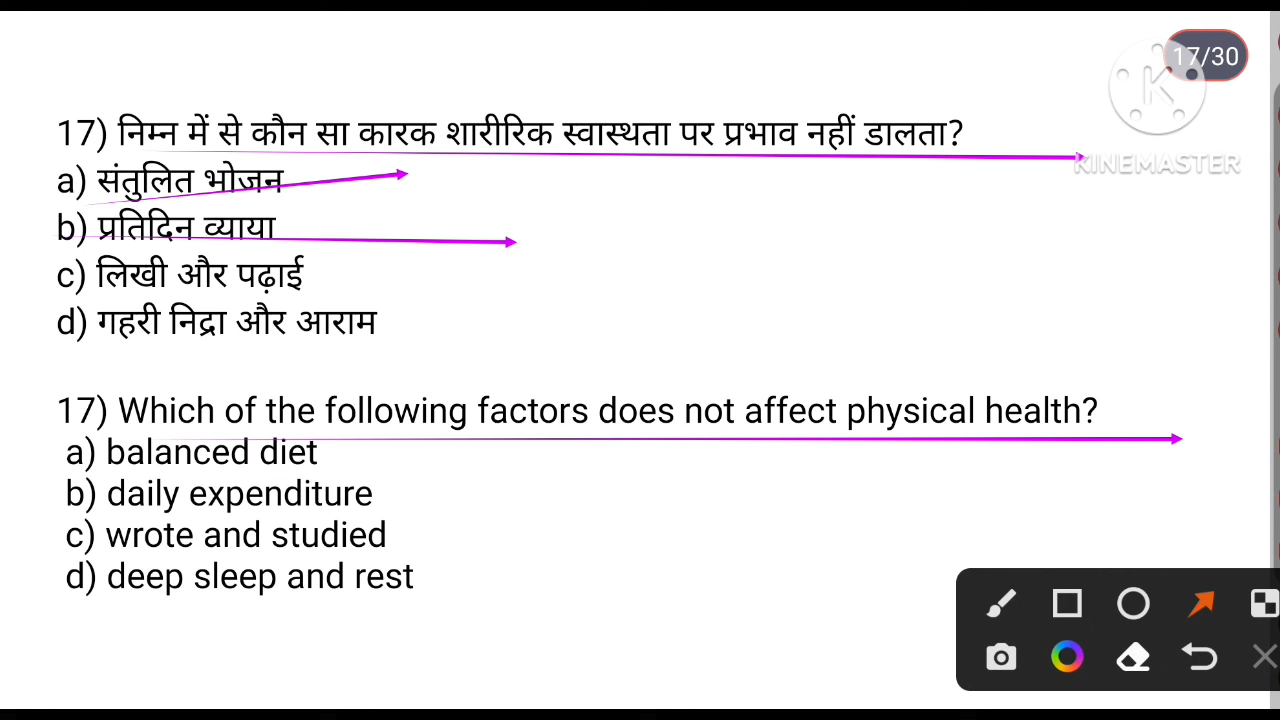 17/30
KINEMASTER
17) निम्न में से कौन सा कारक शारीरिक स्वास्थता पर प्रभाव नहीं डालता?
a) संतुलित भोजन
b) प्रतिदिन व्याया
c) लिखी और पढ़ाई
d) गहरी निद्रा और आराम
17) Which of the following factors does not affect physical health?
a) balanced diet
b) daily expenditure
c) wrote and studied
d) deep sleep and rest